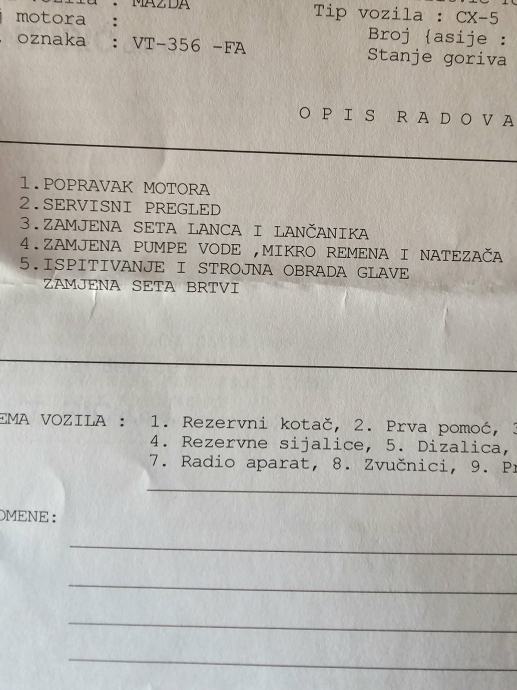 vozila : MAZDA
Tip vozila : CX-5
motora :
Broj {asije :
oznaka : VT-356 -FA
Stanje goriva
O P I S R A D O V A
1.POPRAVAK MOTORA
2.SERVISNI PREGLED
3.ZAMJENA SETA LANCA I LANČANIKA
4.ZAMJENA PUMPE VODE ,MIKRO REMENA I NATEZAČA
5.ISPITIVANJE I STROJNA OBRADA GLAVE
ZAMJENA SETA BRTVI
EMA VOZILA : 1. Rezervni kotač, 2. Prva pomoć, 3
4. Rezervne sijalice, 5. Dizalica,
7. Radio aparat, 8. Zvučnici, 9. Pr
OMENE: